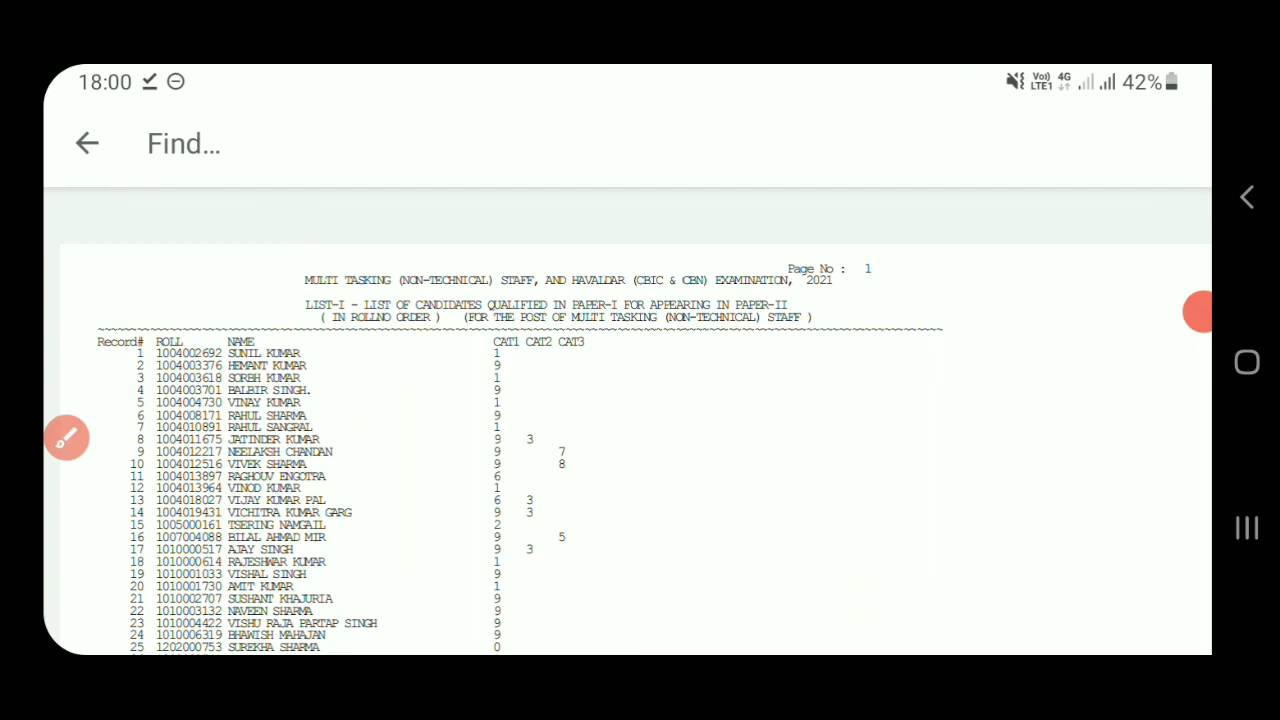 18:00
Vo) 4G LTE1 42%
Find...
Page No : 1
MULTI TASKING (NON-TECHNICAL) STAFF, AND HAVALDAR (CBIC & CBN) EXAMINATION, 2021
LIST-I - LIST OF CANDIDATES QUALIFIED IN PAPER-I FOR APPEARING IN PAPER-II
( IN ROLLNO ORDER ) (FOR THE POST OF MULTI TASKING (NON-TECHNICAL) STAFF )
Record# ROLL NAME CAT1 CAT2 CAT3
1 1004002692 SUNIL KUMAR 1
2 1004003376 HEMANT KUMAR 9
3 1004003618 SORBH KUMAR 1
4 1004003701 BALBIR SINGH. 9
5 1004004730 VINAY KUMAR 1
6 1004008171 RAHUL SHARMA 9
7 1004010891 RAHUL SANGRAL 1
8 1004011675 JATINDER KUMAR 9 3
9 1004012217 NEELAKSH CHANDAN 9 7
10 1004012516 VIVEK SHARMA 9 8
11 1004013897 RAGHOUV ENGOTRA 6
12 1004013964 VINOD KUMAR 1
13 1004018027 VIJAY KUMAR PAL 6 3
14 1004019431 VICHITRA KUMAR GARG 9 3
15 1005000161 TSERING NAMGAIL 2
16 1007004088 BILAL AHMAD MIR 9 5
17 1010000517 AJAY SINGH 9 3
18 1010000614 RAJESHWAR KUMAR 1
19 1010001033 VISHAL SINGH 9
20 1010001730 AMIT KUMAR 1
21 1010002707 SUSHANT KHAJURIA 9
22 1010003132 NAVEEN SHARMA 9
23 1010004422 VISHU RAJA PARTAP SINGH 9
24 1010006319 BHAWISH MAHAJAN 9
25 1202000753 SUREKHA SHARMA 0